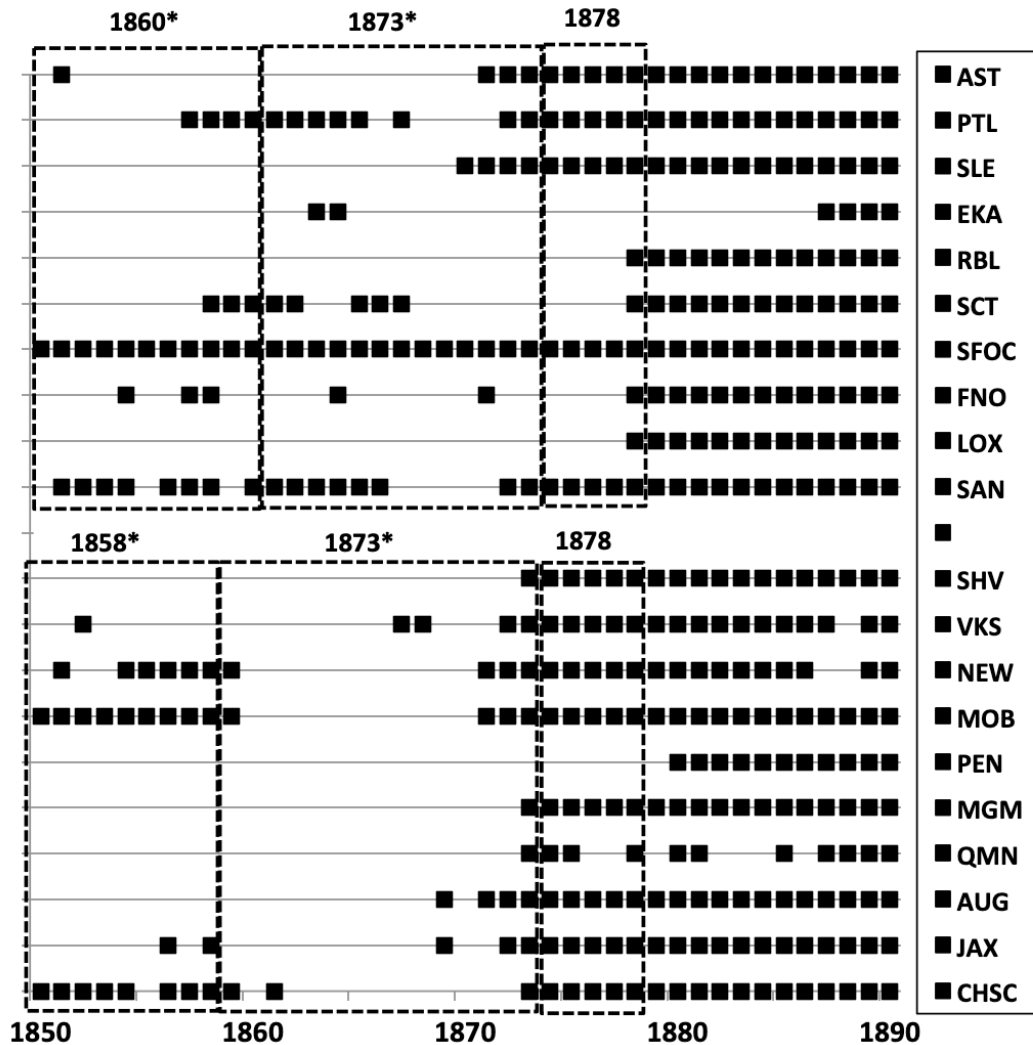 1860* 1873* 1878
AST
PTL
SLE
EKA
RBL
SCT
SFOC
FNO
LOX
SAN
1858* 1873* 1878
SHV
VKS
NEW
MOB
PEN
MGM
QMN
AUG
JAX
CHSC
1850 1860 1870 1880 1890